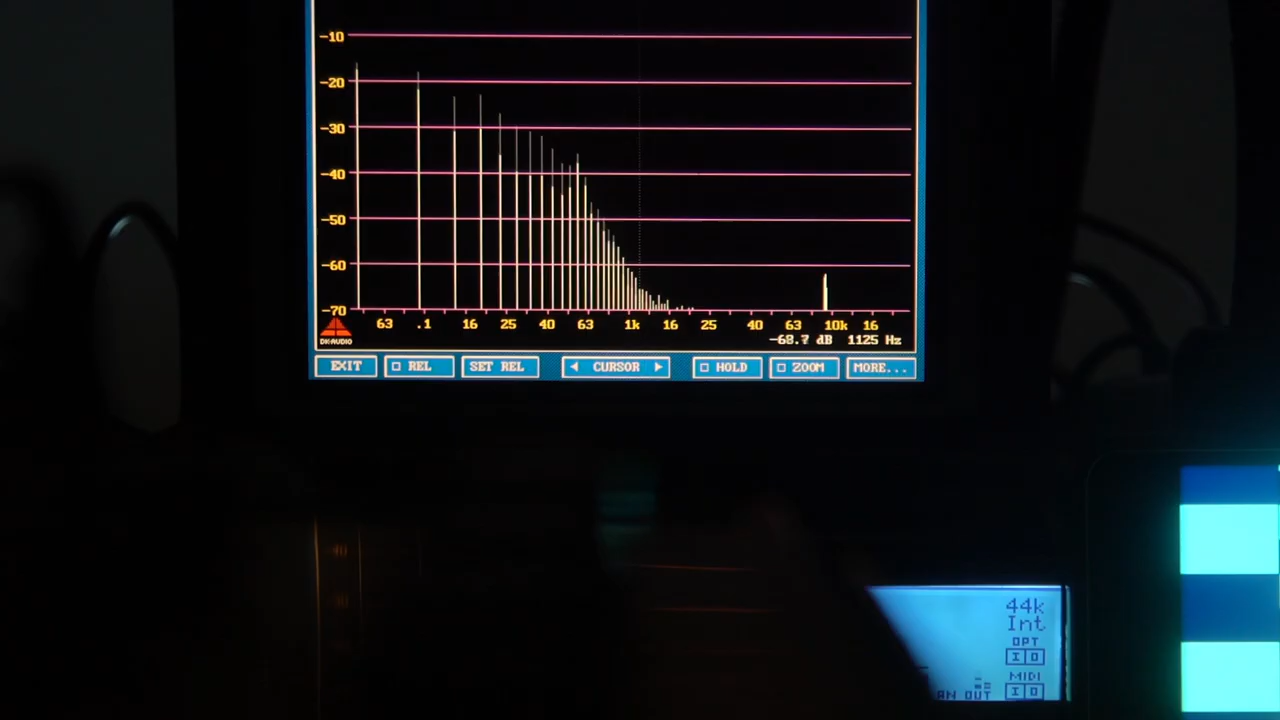 -10
-20
-30
-40
-50
-60
-70
63 .1 16 25 40 63 1k 16 25 40 63 10k 16
DK-AUDIO
-68.7 dB 1125 Hz
EXIT REL SET REL CURSOR HOLD ZOOM MORE...
44k
Int
OPT
I O
MIDI
AN OUT I O